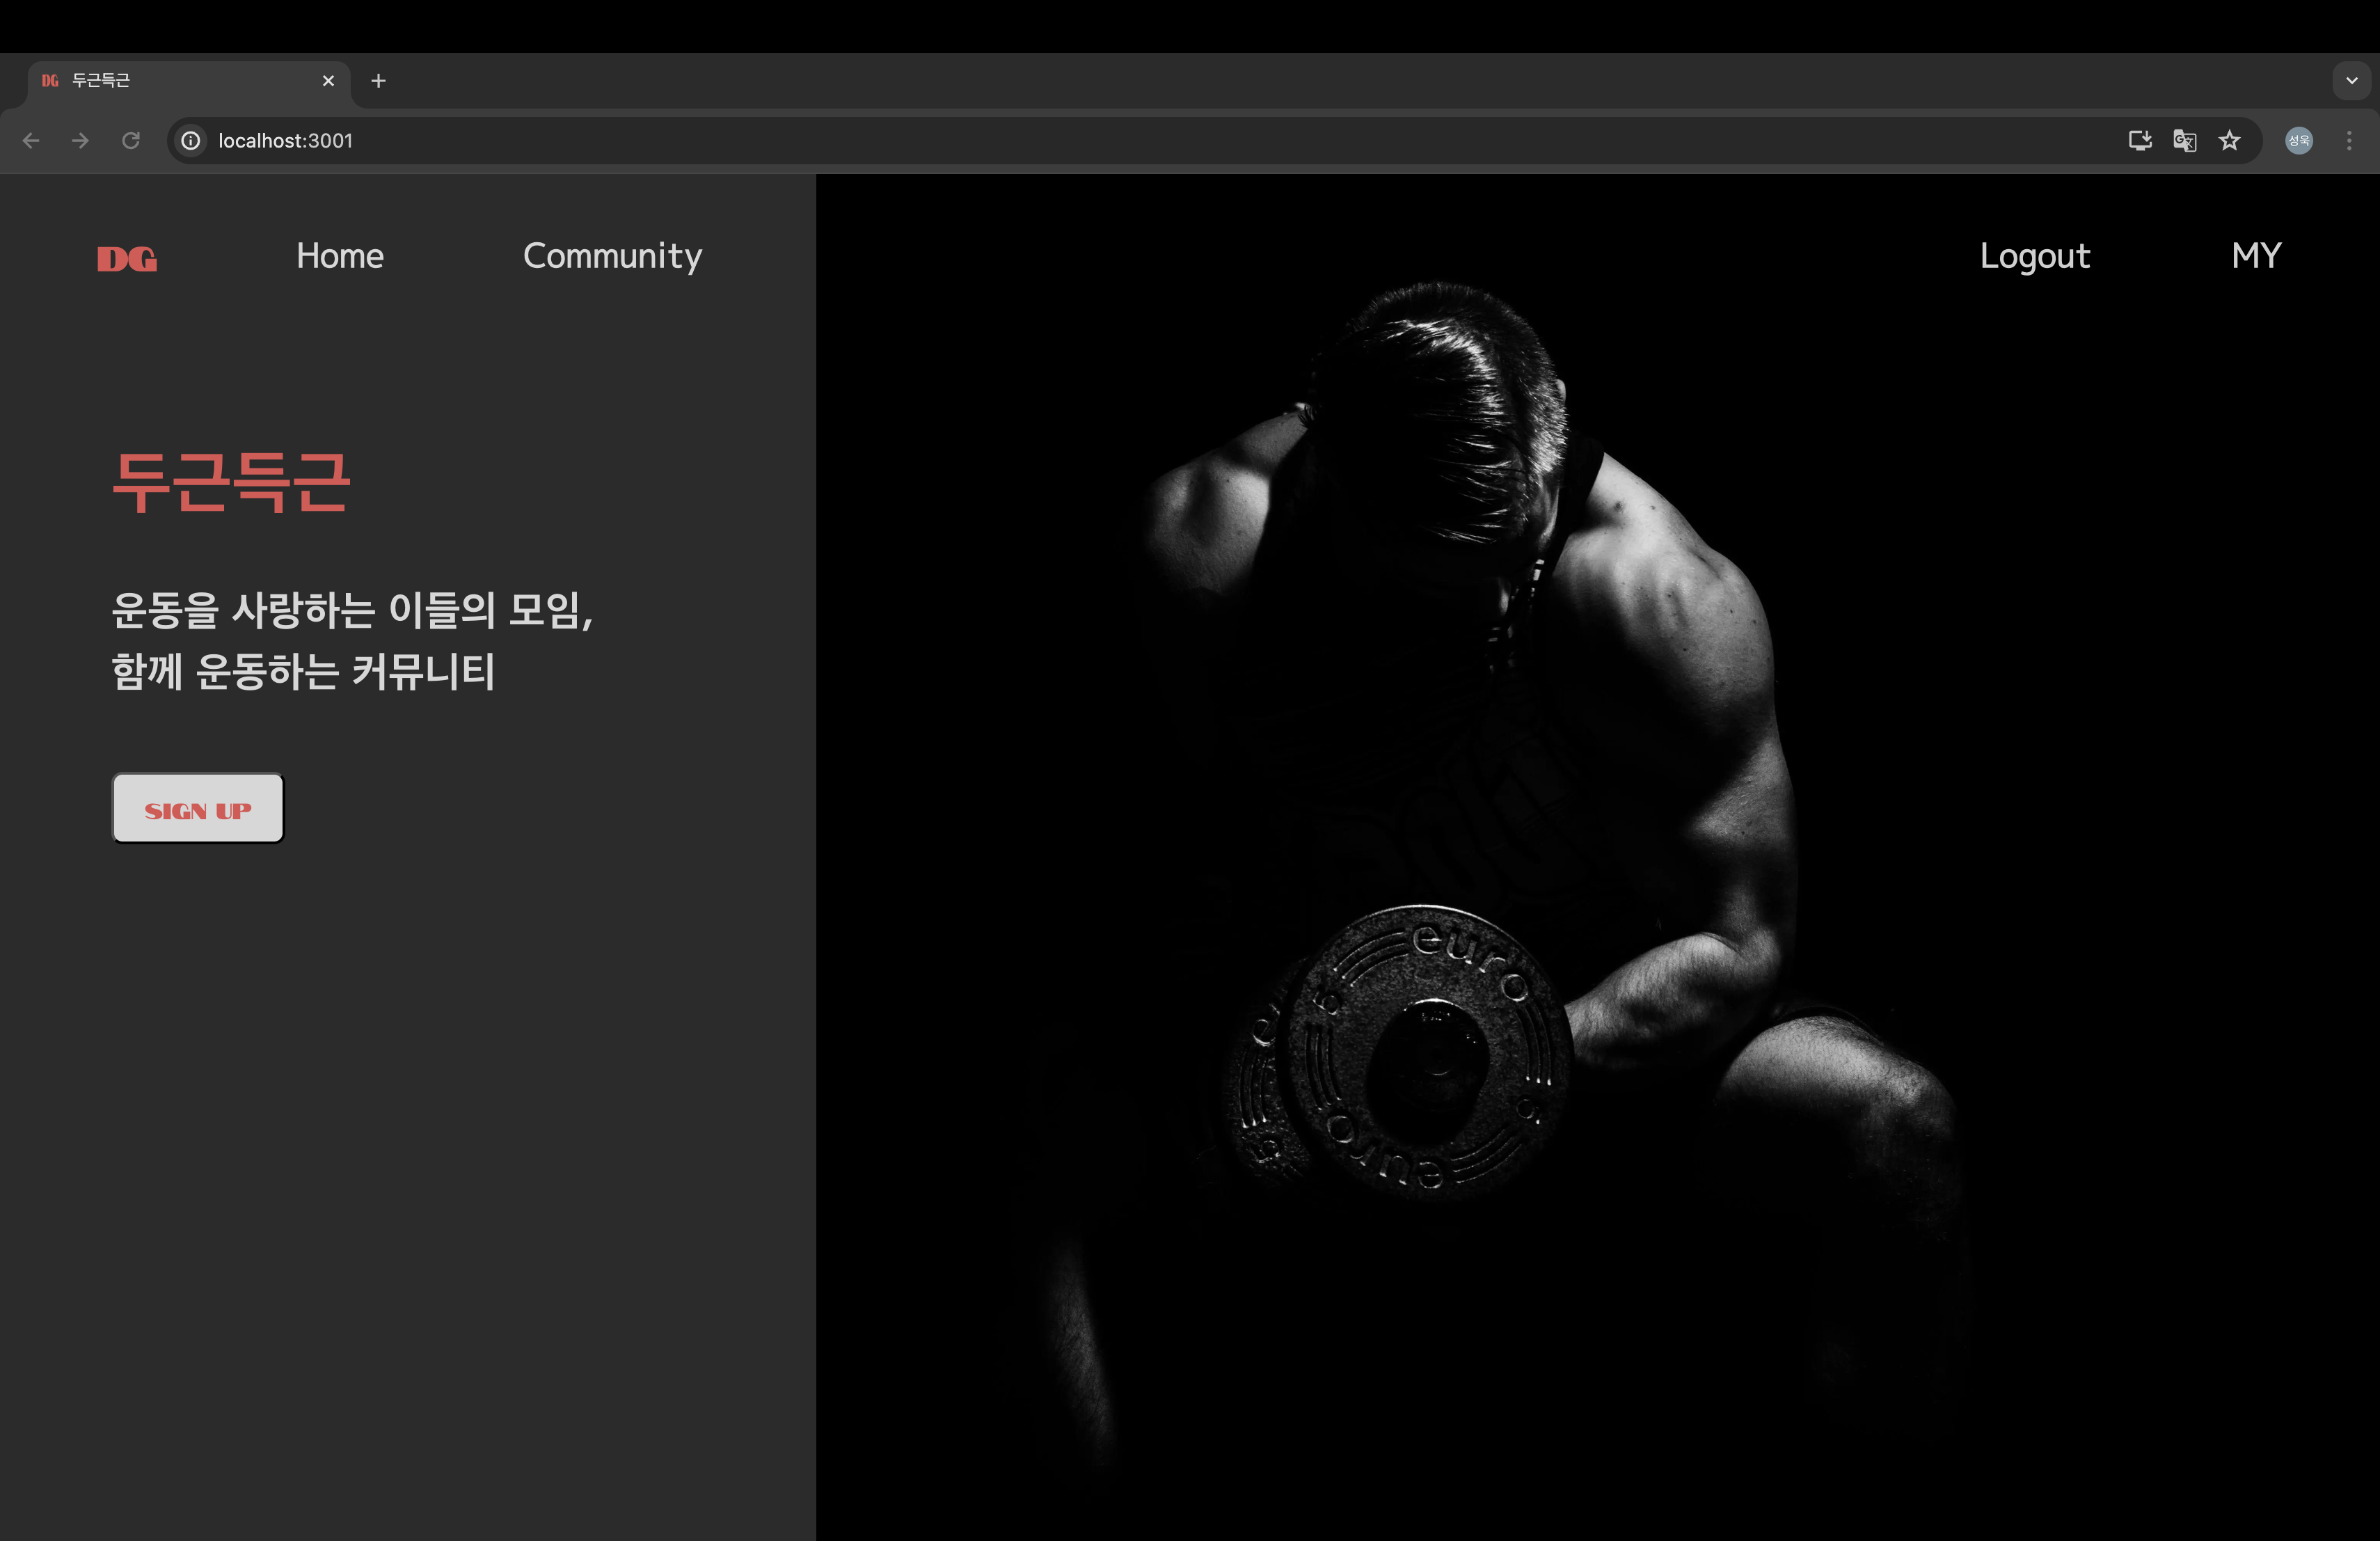 DG 두근득근
localhost:3001
성욱
DG Home Community Logout MY
두근득근
운동을 사랑하는 이들의 모임,
함께 운동하는 커뮤니티
SIGN UP
euro
5
euro
5